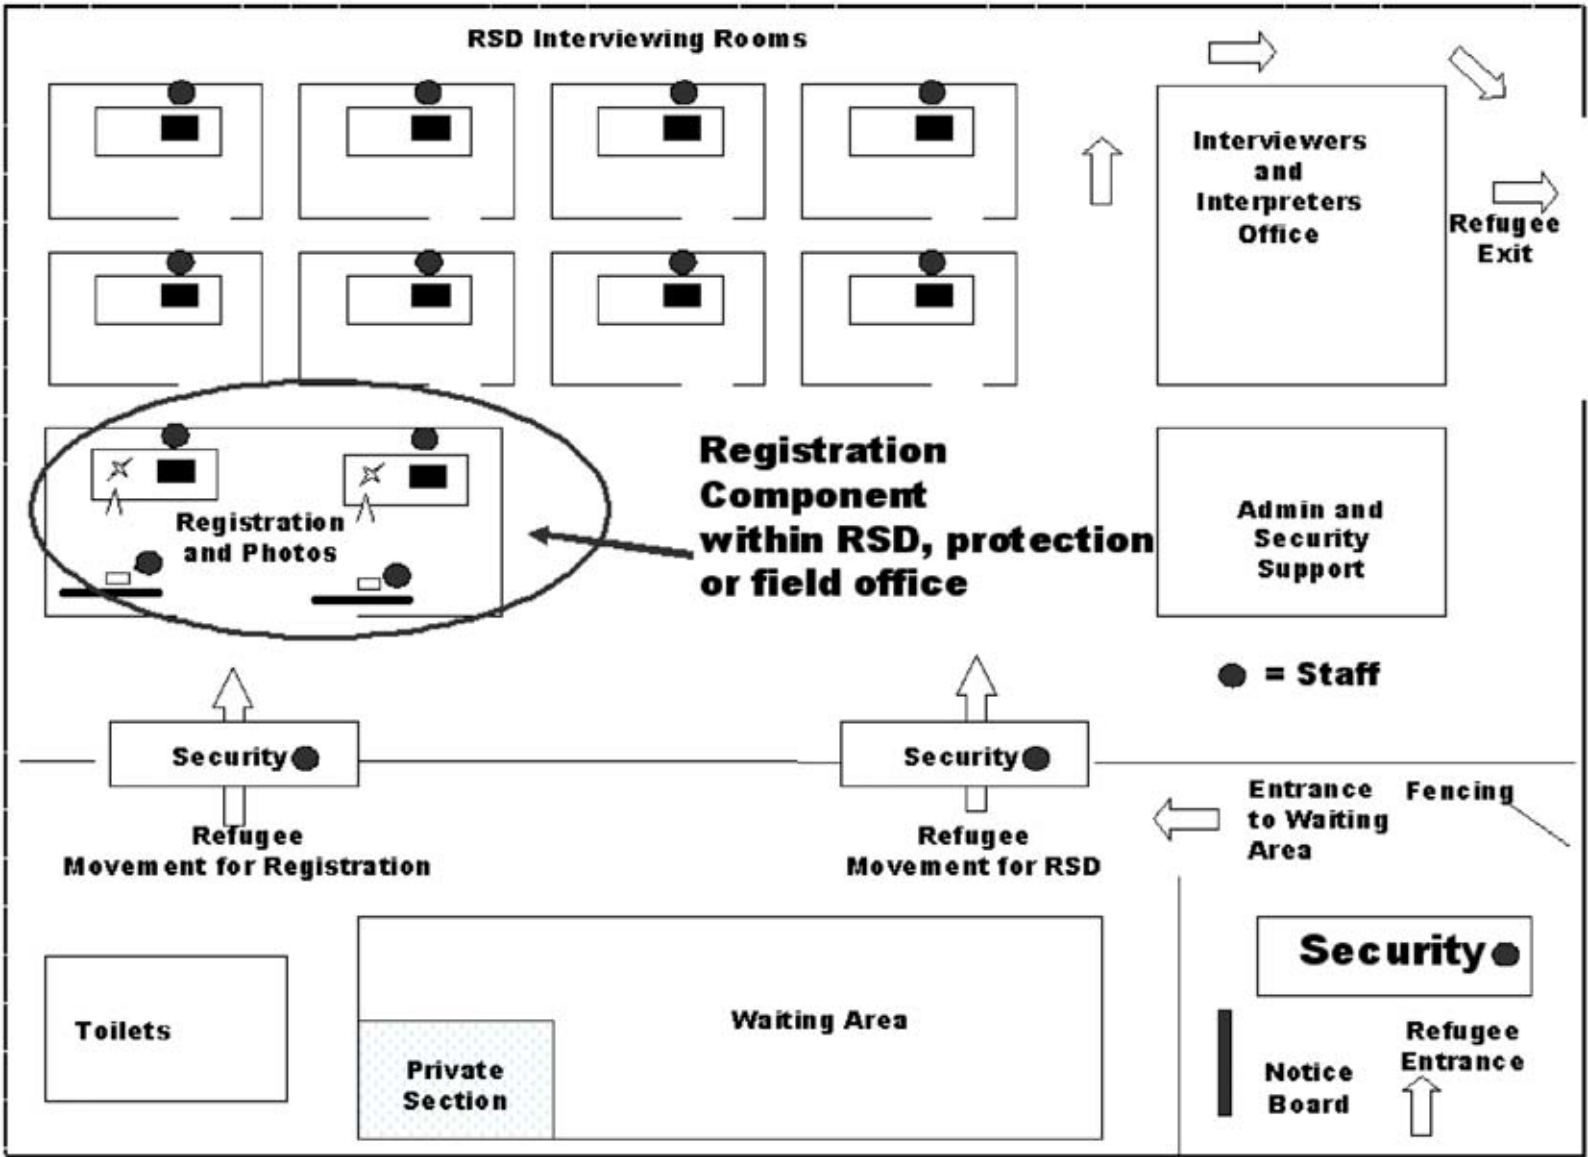 RSD Interviewing Rooms
Interviewers
and
Interpreters
Office
Refugee
Exit
Registration
and Photos
Registration
Component
within RSD, protection
or field office
Admin and
Security
Support
= Staff
Security
Security
Refugee
Movement for Registration
Refugee
Movement for RSD
Entrance
to Waiting
Area
Fencing
Toilets
Private
Section
Waiting Area
Security
Notice
Board
Refugee
Entrance